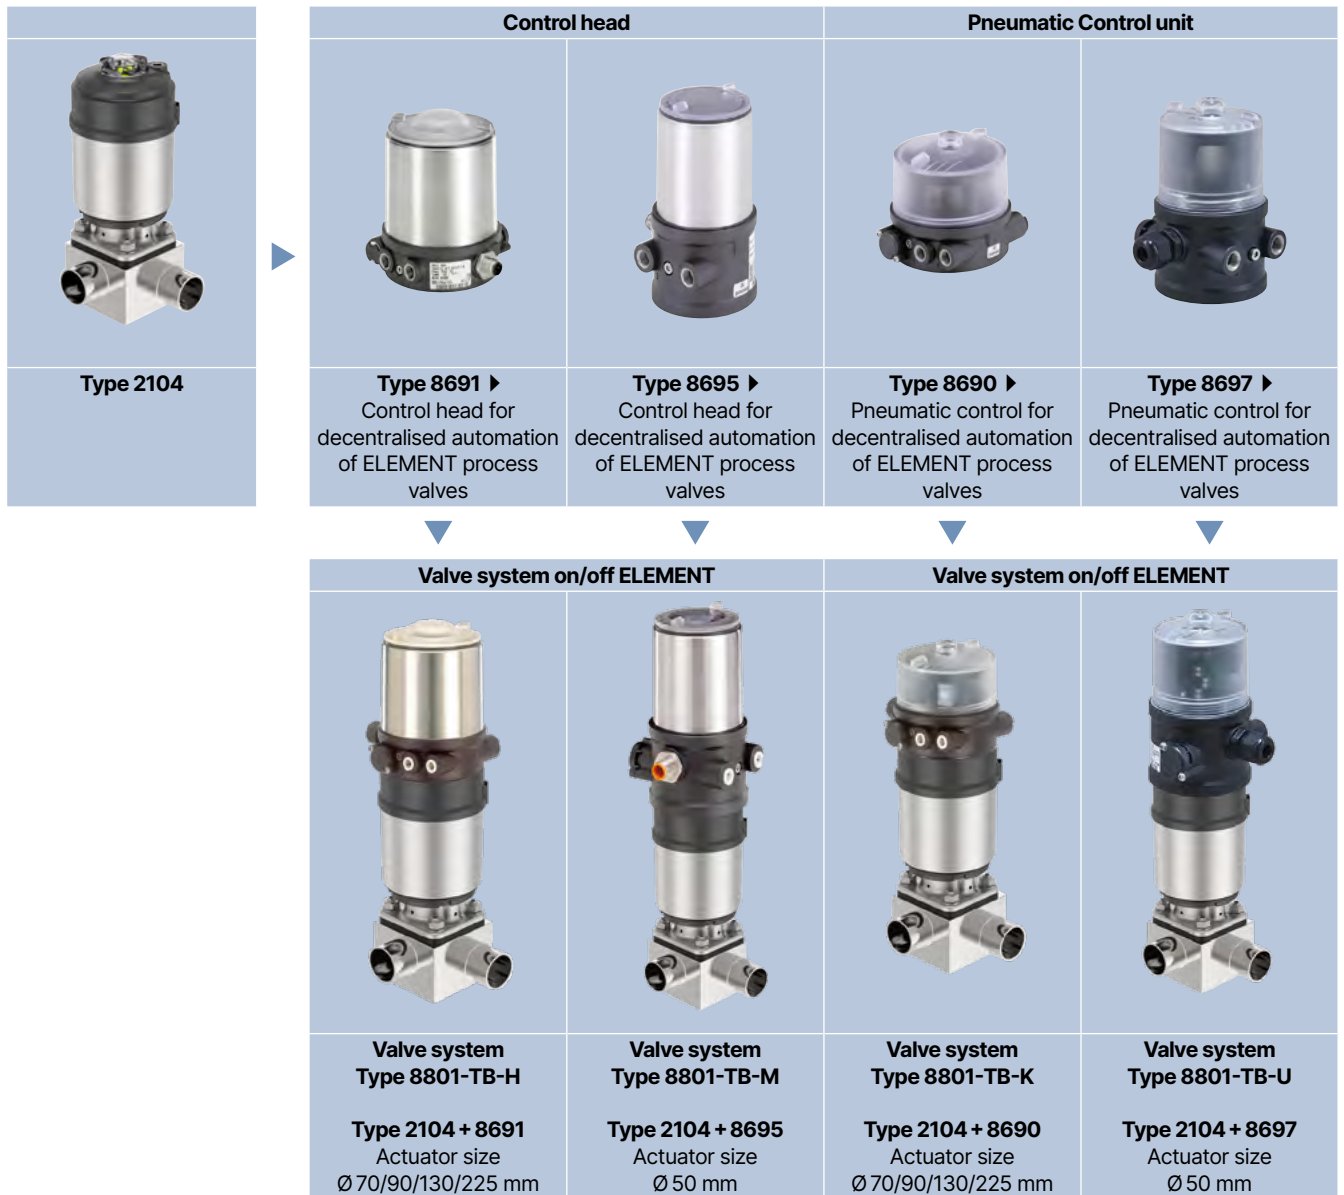 Control head
Pneumatic Control unit
Type 2104
Type 8691
Control head for
decentralised automation
of ELEMENT process
valves
Type 8695
Control head for
decentralised automation
of ELEMENT process
valves
Type 8690
Pneumatic control for
decentralised automation
of ELEMENT process
valves
Type 8697
Pneumatic control for
decentralised automation
of ELEMENT process
valves
Valve system on/off ELEMENT
Valve system on/off ELEMENT
Valve system
Type 8801-TB-H
Type 2104 + 8691
Actuator size
Ø 70/90/130/225 mm
Valve system
Type 8801-TB-M
Type 2104 + 8695
Actuator size
Ø 50 mm
Valve system
Type 8801-TB-K
Type 2104 + 8690
Actuator size
Ø 70/90/130/225 mm
Valve system
Type 8801-TB-U
Type 2104 + 8697
Actuator size
Ø 50 mm